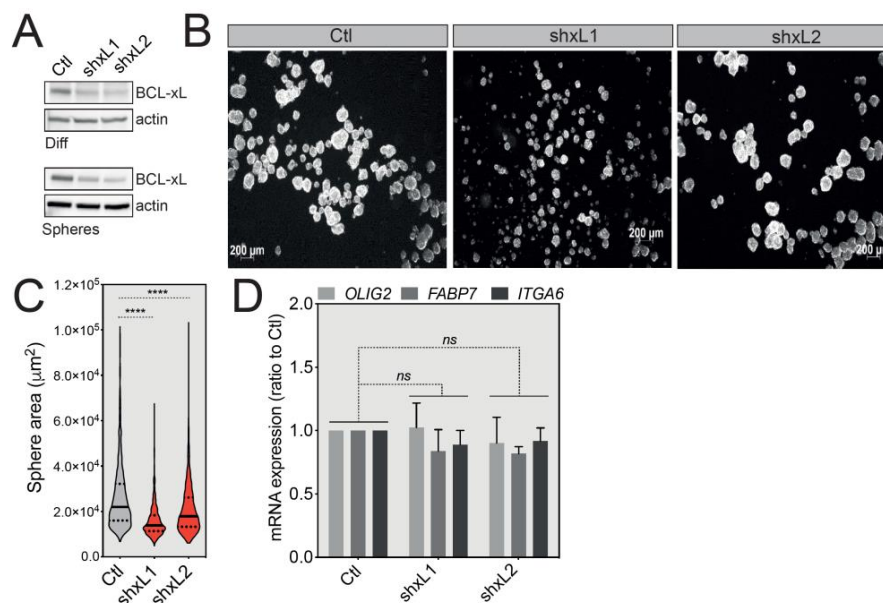 A
Ctl shxL1 shxL2
BCL-xL
actin
Diff
BCL-xL
actin
Spheres
B
Ctl shxL1 shxL2
200 µm 200 µm 200 µm
C
Sphere area (µm²)
1.2×10⁵
1.0×10⁵
8.0×10⁴
6.0×10⁴
4.0×10⁴
2.0×10⁴
0.0
**** ****
Ctl shxL1 shxL2
D
OLIG2 FABP7 ITGA6
mRNA expression (ratio to Ctl)
2.0
1.5
1.0
0.5
0.0
ns
ns
Ctl shxL1 shxL2